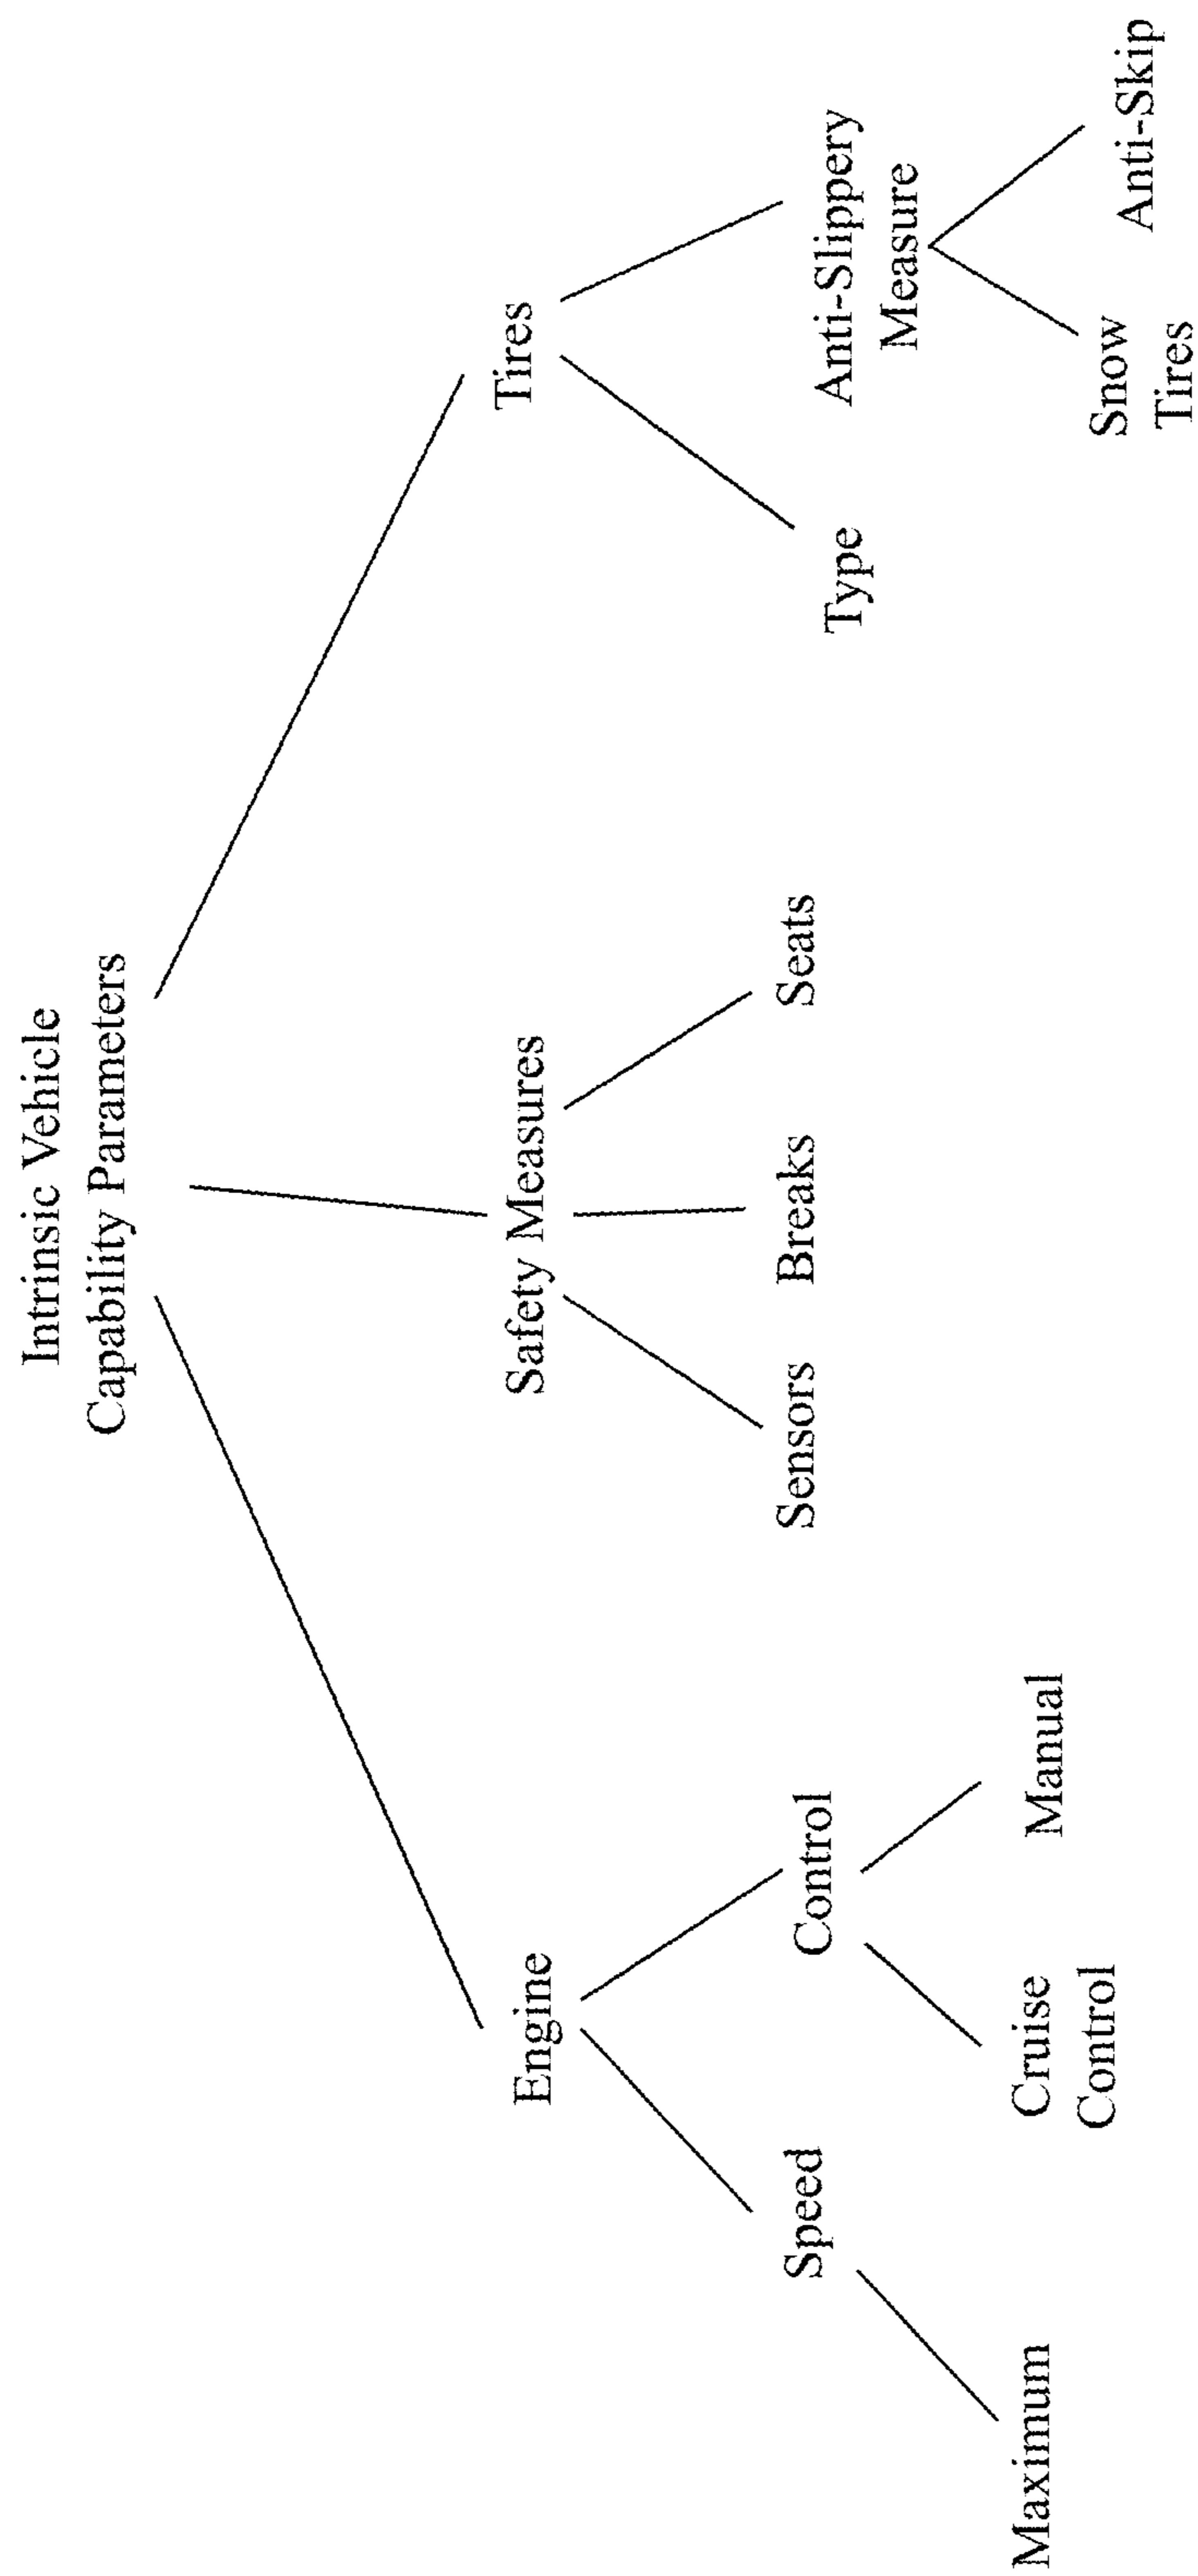 Intrinsic Vehicle
Capability Parameters
Engine
Safety Measures
Tires
Speed
Control
Sensors
Breaks
Seats
Type
Anti-Slippery
Measure
Maximum
Cruise
Control
Manual
Snow
Tires
Anti-Skip